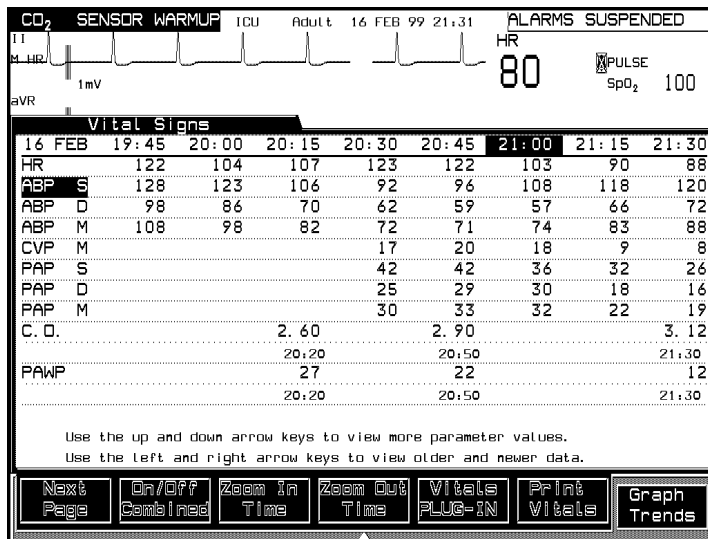 CO₂ SENSOR WARMUP ICU Adult 16 FEB 99 21:31 ALARMS SUSPENDED
II
M HR
1mV
aVR
HR
80
PULSE
SpO₂ 100
Vital Signs
16 FEB 19:45 20:00 20:15 20:30 20:45 21:00 21:15 21:30
HR 122 104 107 123 122 103 90 88
ABP S 128 123 106 92 96 108 118 120
ABP D 98 86 70 62 59 57 66 72
ABP M 108 98 82 72 71 74 83 88
CVP M 17 20 18 9 8
PAP S 42 42 36 32 26
PAP D 25 29 30 18 16
PAP M 30 33 32 22 19
C.O. 2.60 2.90 3.12
20:20 20:50 21:30
PAWP 27 22 12
20:20 20:50 21:30
Use the up and down arrow keys to view more parameter values.
Use the left and right arrow keys to view older and newer data.
Next Page
On/Off Combined
Zoom In Time
Zoom Out Time
Vitals PLUG-IN
Print Vitals
Graph Trends